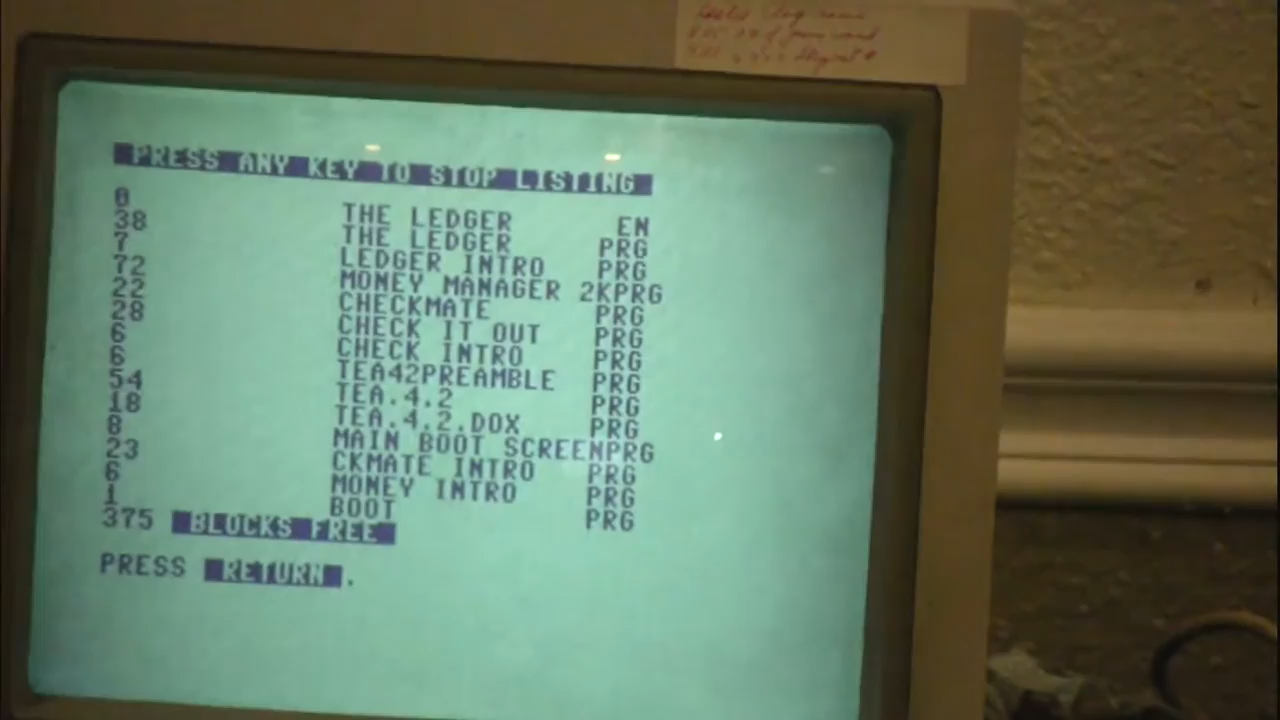 PRESS ANY KEY TO STOP LISTING
0 THE LEDGER EN
38 THE LEDGER PRG
7 LEDGER INTRO PRG
72 MONEY MANAGER 2KPRG
22 CHECKMATE PRG
28 CHECK IT OUT PRG
6 CHECK INTRO PRG
6 TEA42PREAMBLE PRG
54 TEA.4.2 PRG
18 TEA.4.2.DOX PRG
8 MAIN BOOT SCREENPRG
23 CKMATE INTRO PRG
6 MONEY INTRO PRG
1 BOOT PRG
375 BLOCKS FREE
PRESS RETURN .